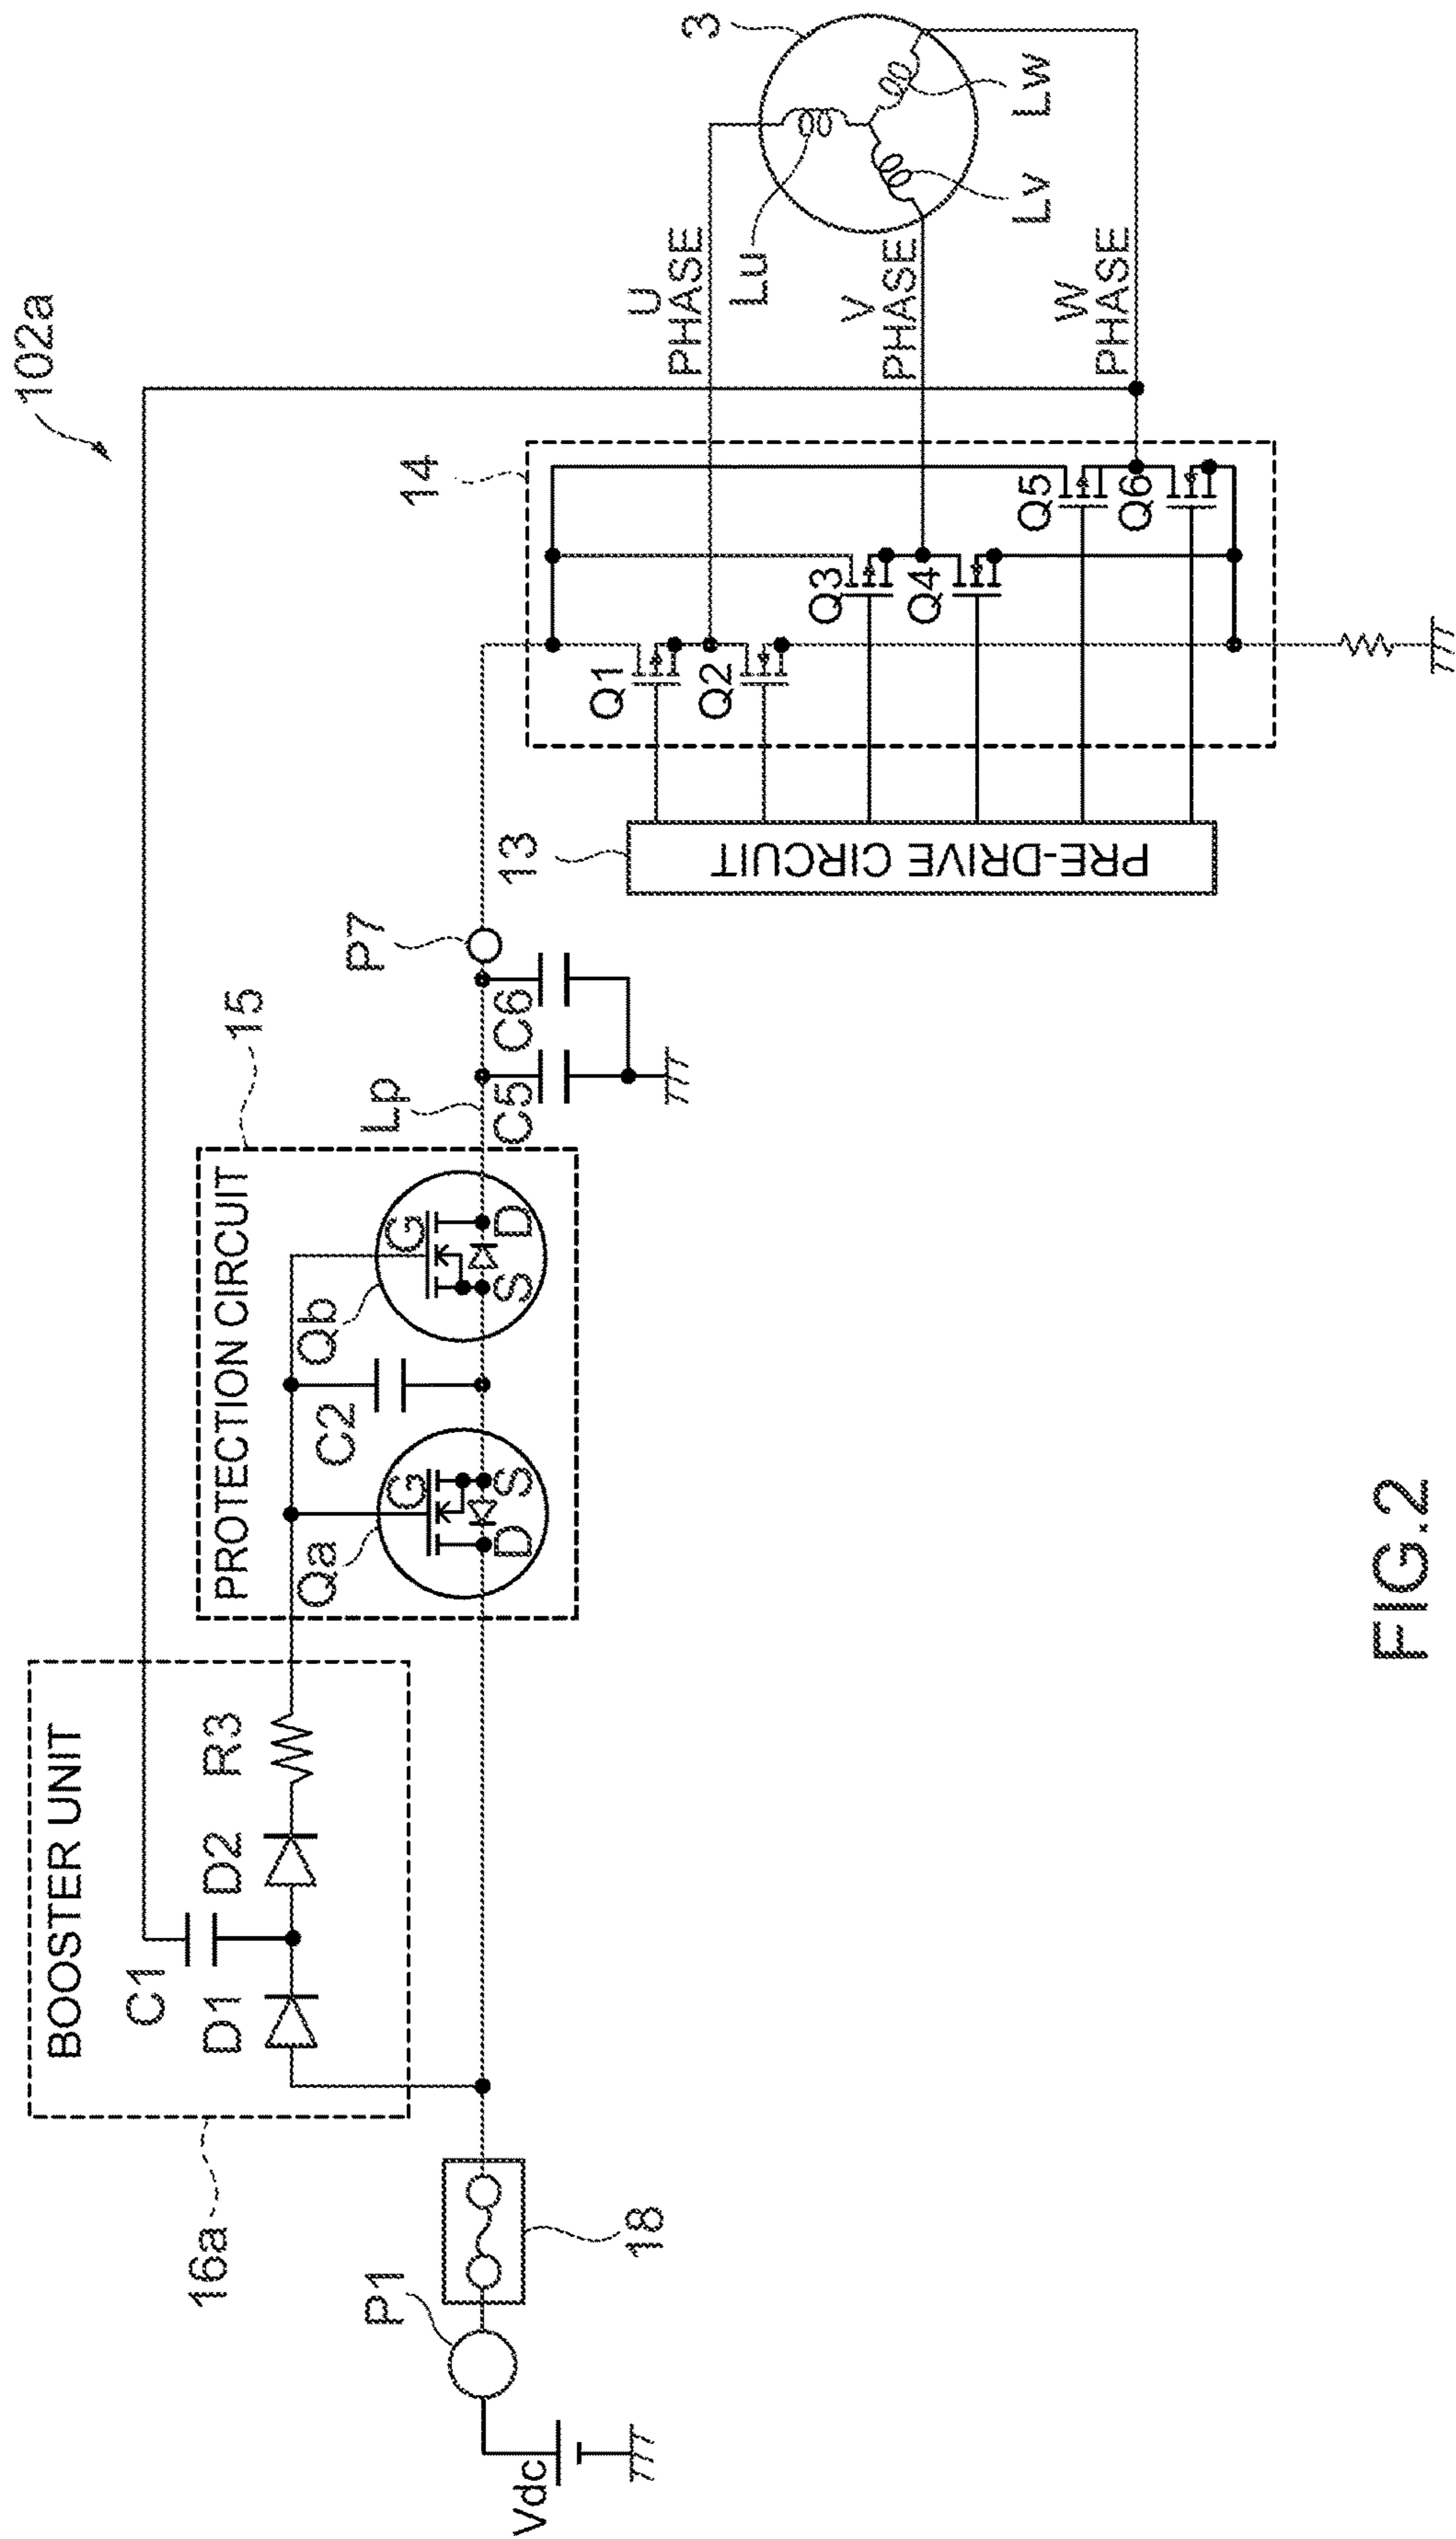 102a
BOOSTER UNIT
C1
D1
D2
R3
16a
PROTECTION CIRCUIT
15
Qa
G
D
S
C2
Qb
G
S
D
Lp
C5
C6
P7
P1
18
Vdc
13
PRE-DRIVE CIRCUIT
14
Q1
Q2
Q3
Q4
Q5
Q6
U
PHASE
V
PHASE
W
PHASE
3
Lu
Lv
Lw
FIG.2